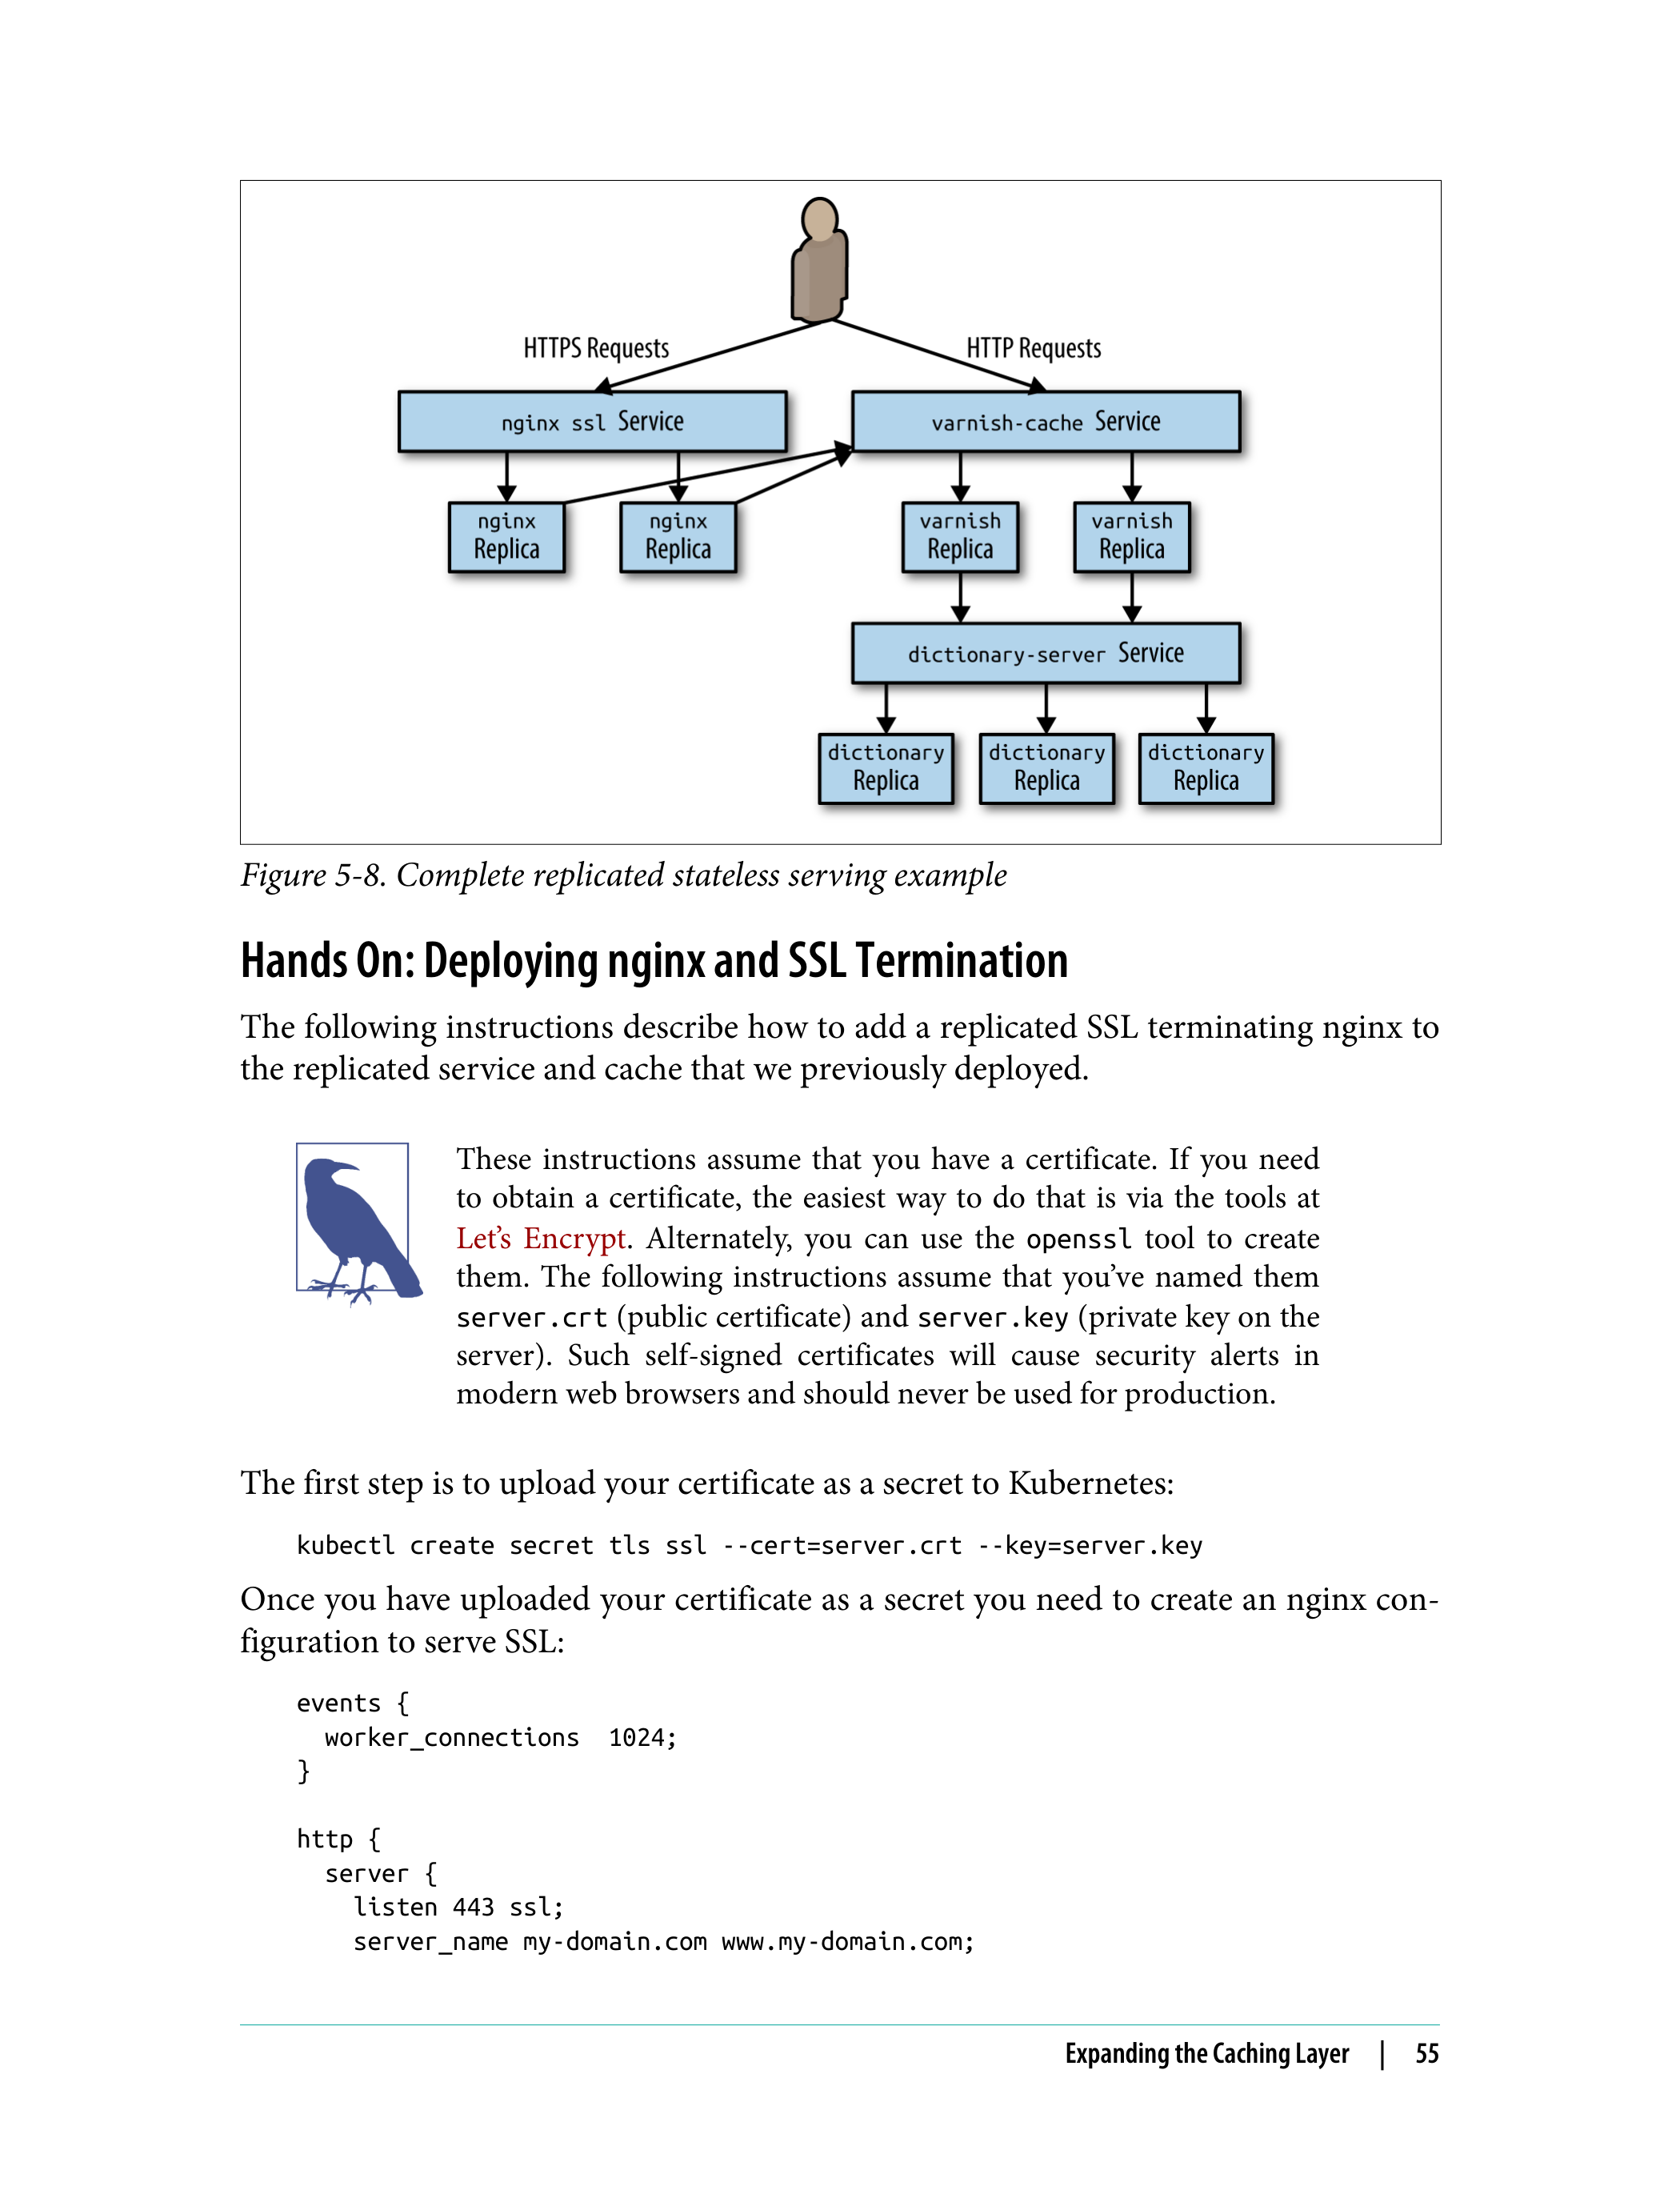 HTTPS Requests
HTTP Requests
nginx ssl Service
varnish-cache Service
nginx
Replica
nginx
Replica
varnish
Replica
varnish
Replica
dictionary-server Service
dictionary
Replica
dictionary
Replica
dictionary
Replica
Figure 5-8. Complete replicated stateless serving example
Hands On: Deploying nginx and SSL Termination
The following instructions describe how to add a replicated SSL terminating nginx to
the replicated service and cache that we previously deployed.
These instructions assume that you have a certificate. If you need
to obtain a certificate, the easiest way to do that is via the tools at
Let’s Encrypt. Alternately, you can use the openssl tool to create
them. The following instructions assume that you’ve named them
server.crt (public certificate) and server.key (private key on the
server). Such self-signed certificates will cause security alerts in
modern web browsers and should never be used for production.
The first step is to upload your certificate as a secret to Kubernetes:
kubectl create secret tls ssl --cert=server.crt --key=server.key
Once you have uploaded your certificate as a secret you need to create an nginx con-
figuration to serve SSL:
events {
  worker_connections  1024;
}
http {
  server {
    listen 443 ssl;
    server_name my-domain.com www.my-domain.com;
Expanding the Caching Layer | 55